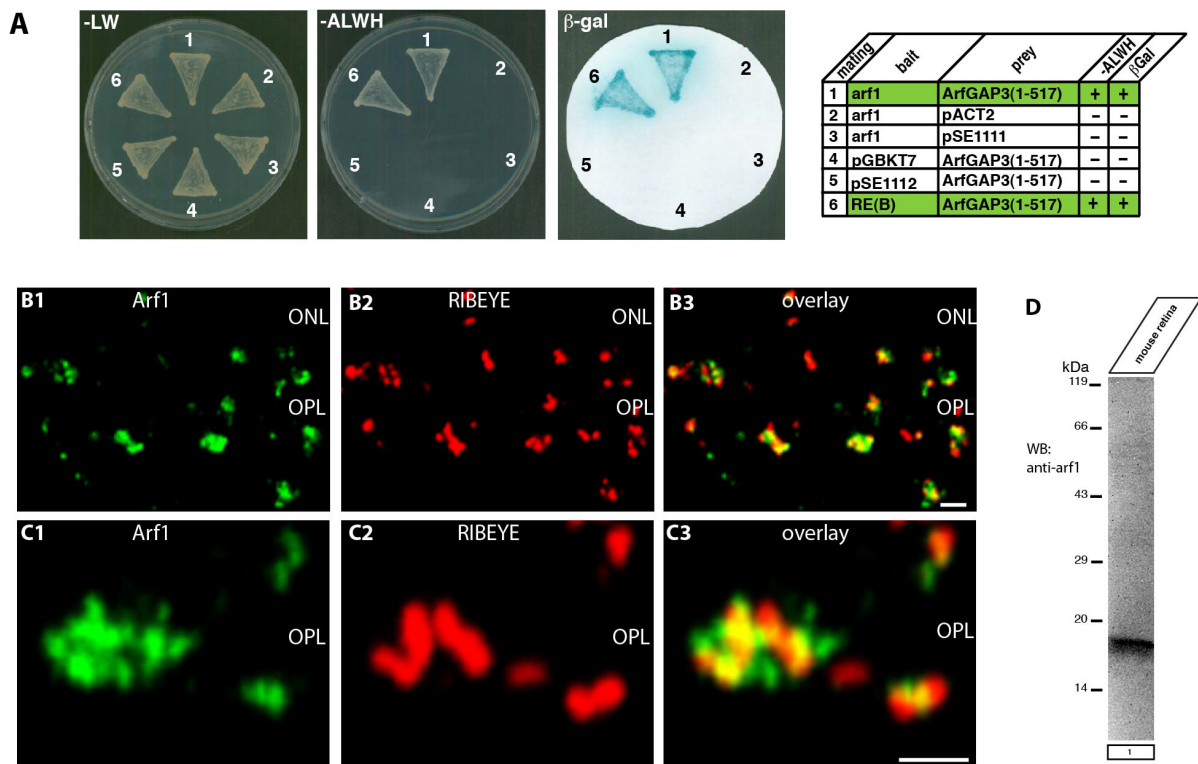 A
-LW
1
2
3
4
5
6
-ALWH
1
2
3
4
5
6
β-gal
1
2
3
4
5
6
mating bait prey -ALWH βGal
1 arf1 ArfGAP3(1-517) + +
2 arf1 pACT2 – –
3 arf1 pSE1111 – –
4 pGBKT7 ArfGAP3(1-517) – –
5 pSE1112 ArfGAP3(1-517) – –
6 RE(B) ArfGAP3(1-517) + +
B1 Arf1
ONL
OPL
B2 RIBEYE
ONL
OPL
B3 overlay
ONL
OPL
C1 Arf1
OPL
C2 RIBEYE
OPL
C3 overlay
OPL
D
mouse retina
kDa
119
66
WB:
anti-arf1
43
29
20
14
1